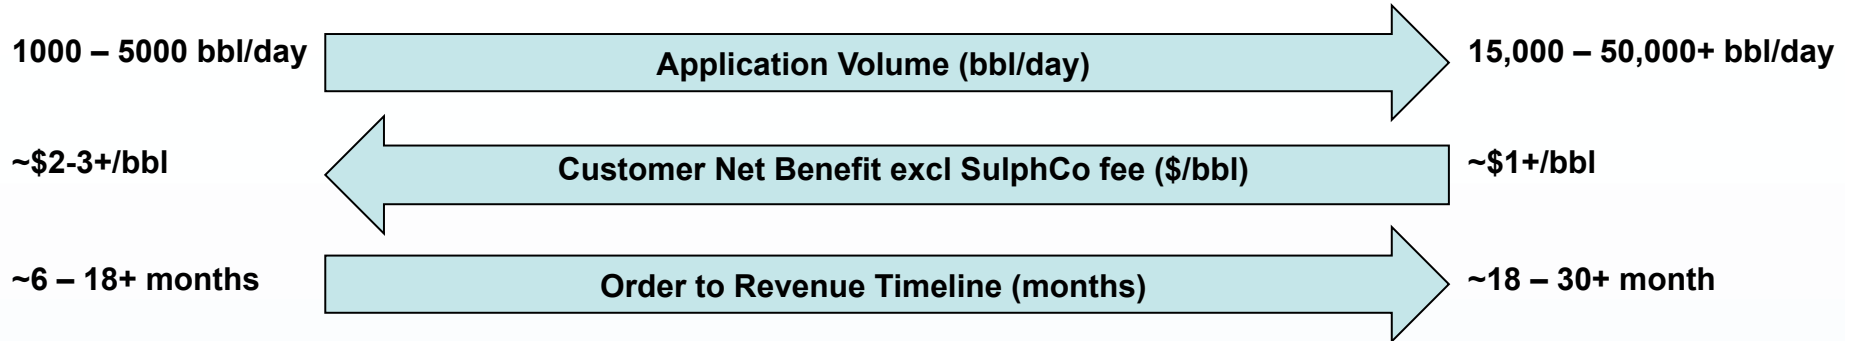 1000 – 5000 bbl/day
Application Volume (bbl/day)
15,000 – 50,000+ bbl/day
~$2-3+/bbl
Customer Net Benefit excl SulphCo fee ($/bbl)
~$1+/bbl
~6 – 18+ months
Order to Revenue Timeline (months)
~18 – 30+ month